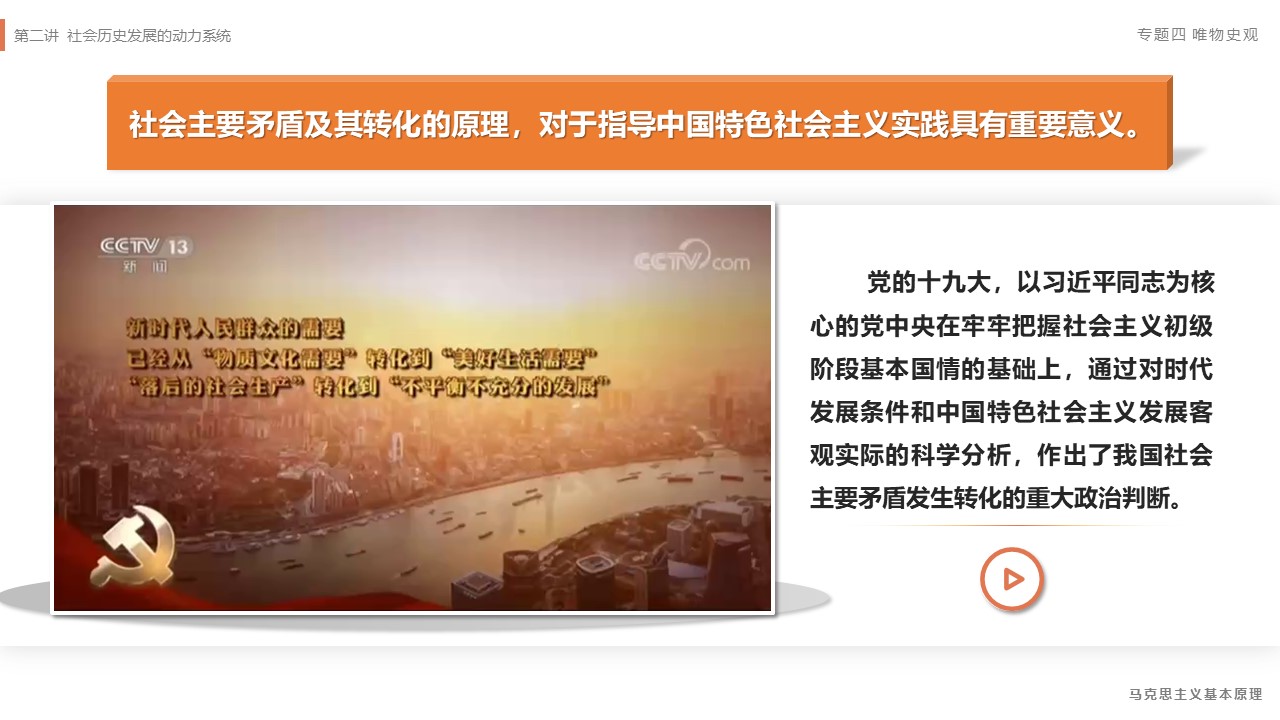 第二讲 社会历史发展的动力系统
专题四 唯物史观
社会主要矛盾及其转化的原理，对于指导中国特色社会主义实践具有重要意义。
CCTV 13
新闻
CCTV.com
新时代人民群众的需要
已经从“物质文化需要”转化到“美好生活需要”
“落后的社会生产”转化到“不平衡不充分的发展”
党的十九大，以习近平同志为核
心的党中央在牢牢把握社会主义初级
阶段基本国情的基础上，通过对时代
发展条件和中国特色社会主义发展客
观实际的科学分析，作出了我国社会
主要矛盾发生转化的重大政治判断。
马克思主义基本原理